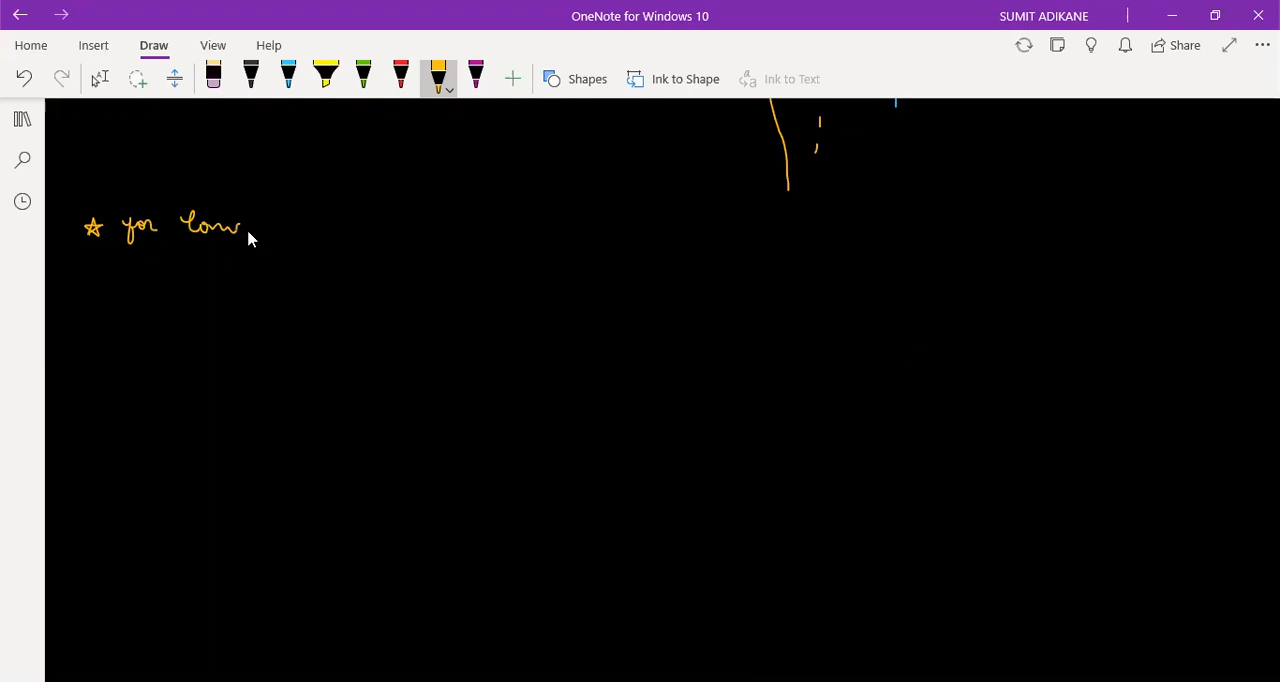 OneNote for Windows 10
SUMIT ADIKANE
Home Insert Draw View Help
Share
Shapes Ink to Shape Ink to Text
for